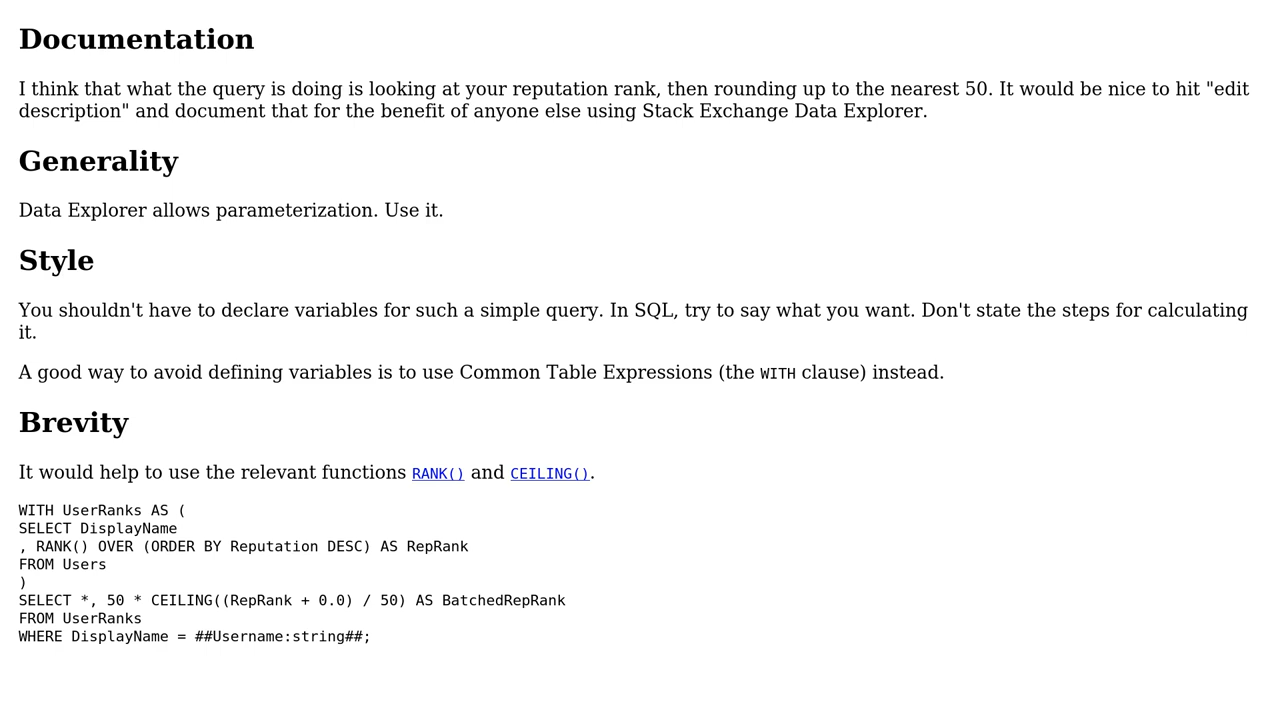 Documentation
I think that what the query is doing is looking at your reputation rank, then rounding up to the nearest 50. It would be nice to hit "edit
description" and document that for the benefit of anyone else using Stack Exchange Data Explorer.
Generality
Data Explorer allows parameterization. Use it.
Style
You shouldn't have to declare variables for such a simple query. In SQL, try to say what you want. Don't state the steps for calculating
it.
A good way to avoid defining variables is to use Common Table Expressions (the WITH clause) instead.
Brevity
It would help to use the relevant functions RANK() and CEILING().
WITH UserRanks AS (
SELECT DisplayName
, RANK() OVER (ORDER BY Reputation DESC) AS RepRank
FROM Users
)
SELECT *, 50 * CEILING((RepRank + 0.0) / 50) AS BatchedRepRank
FROM UserRanks
WHERE DisplayName = ##Username:string##;